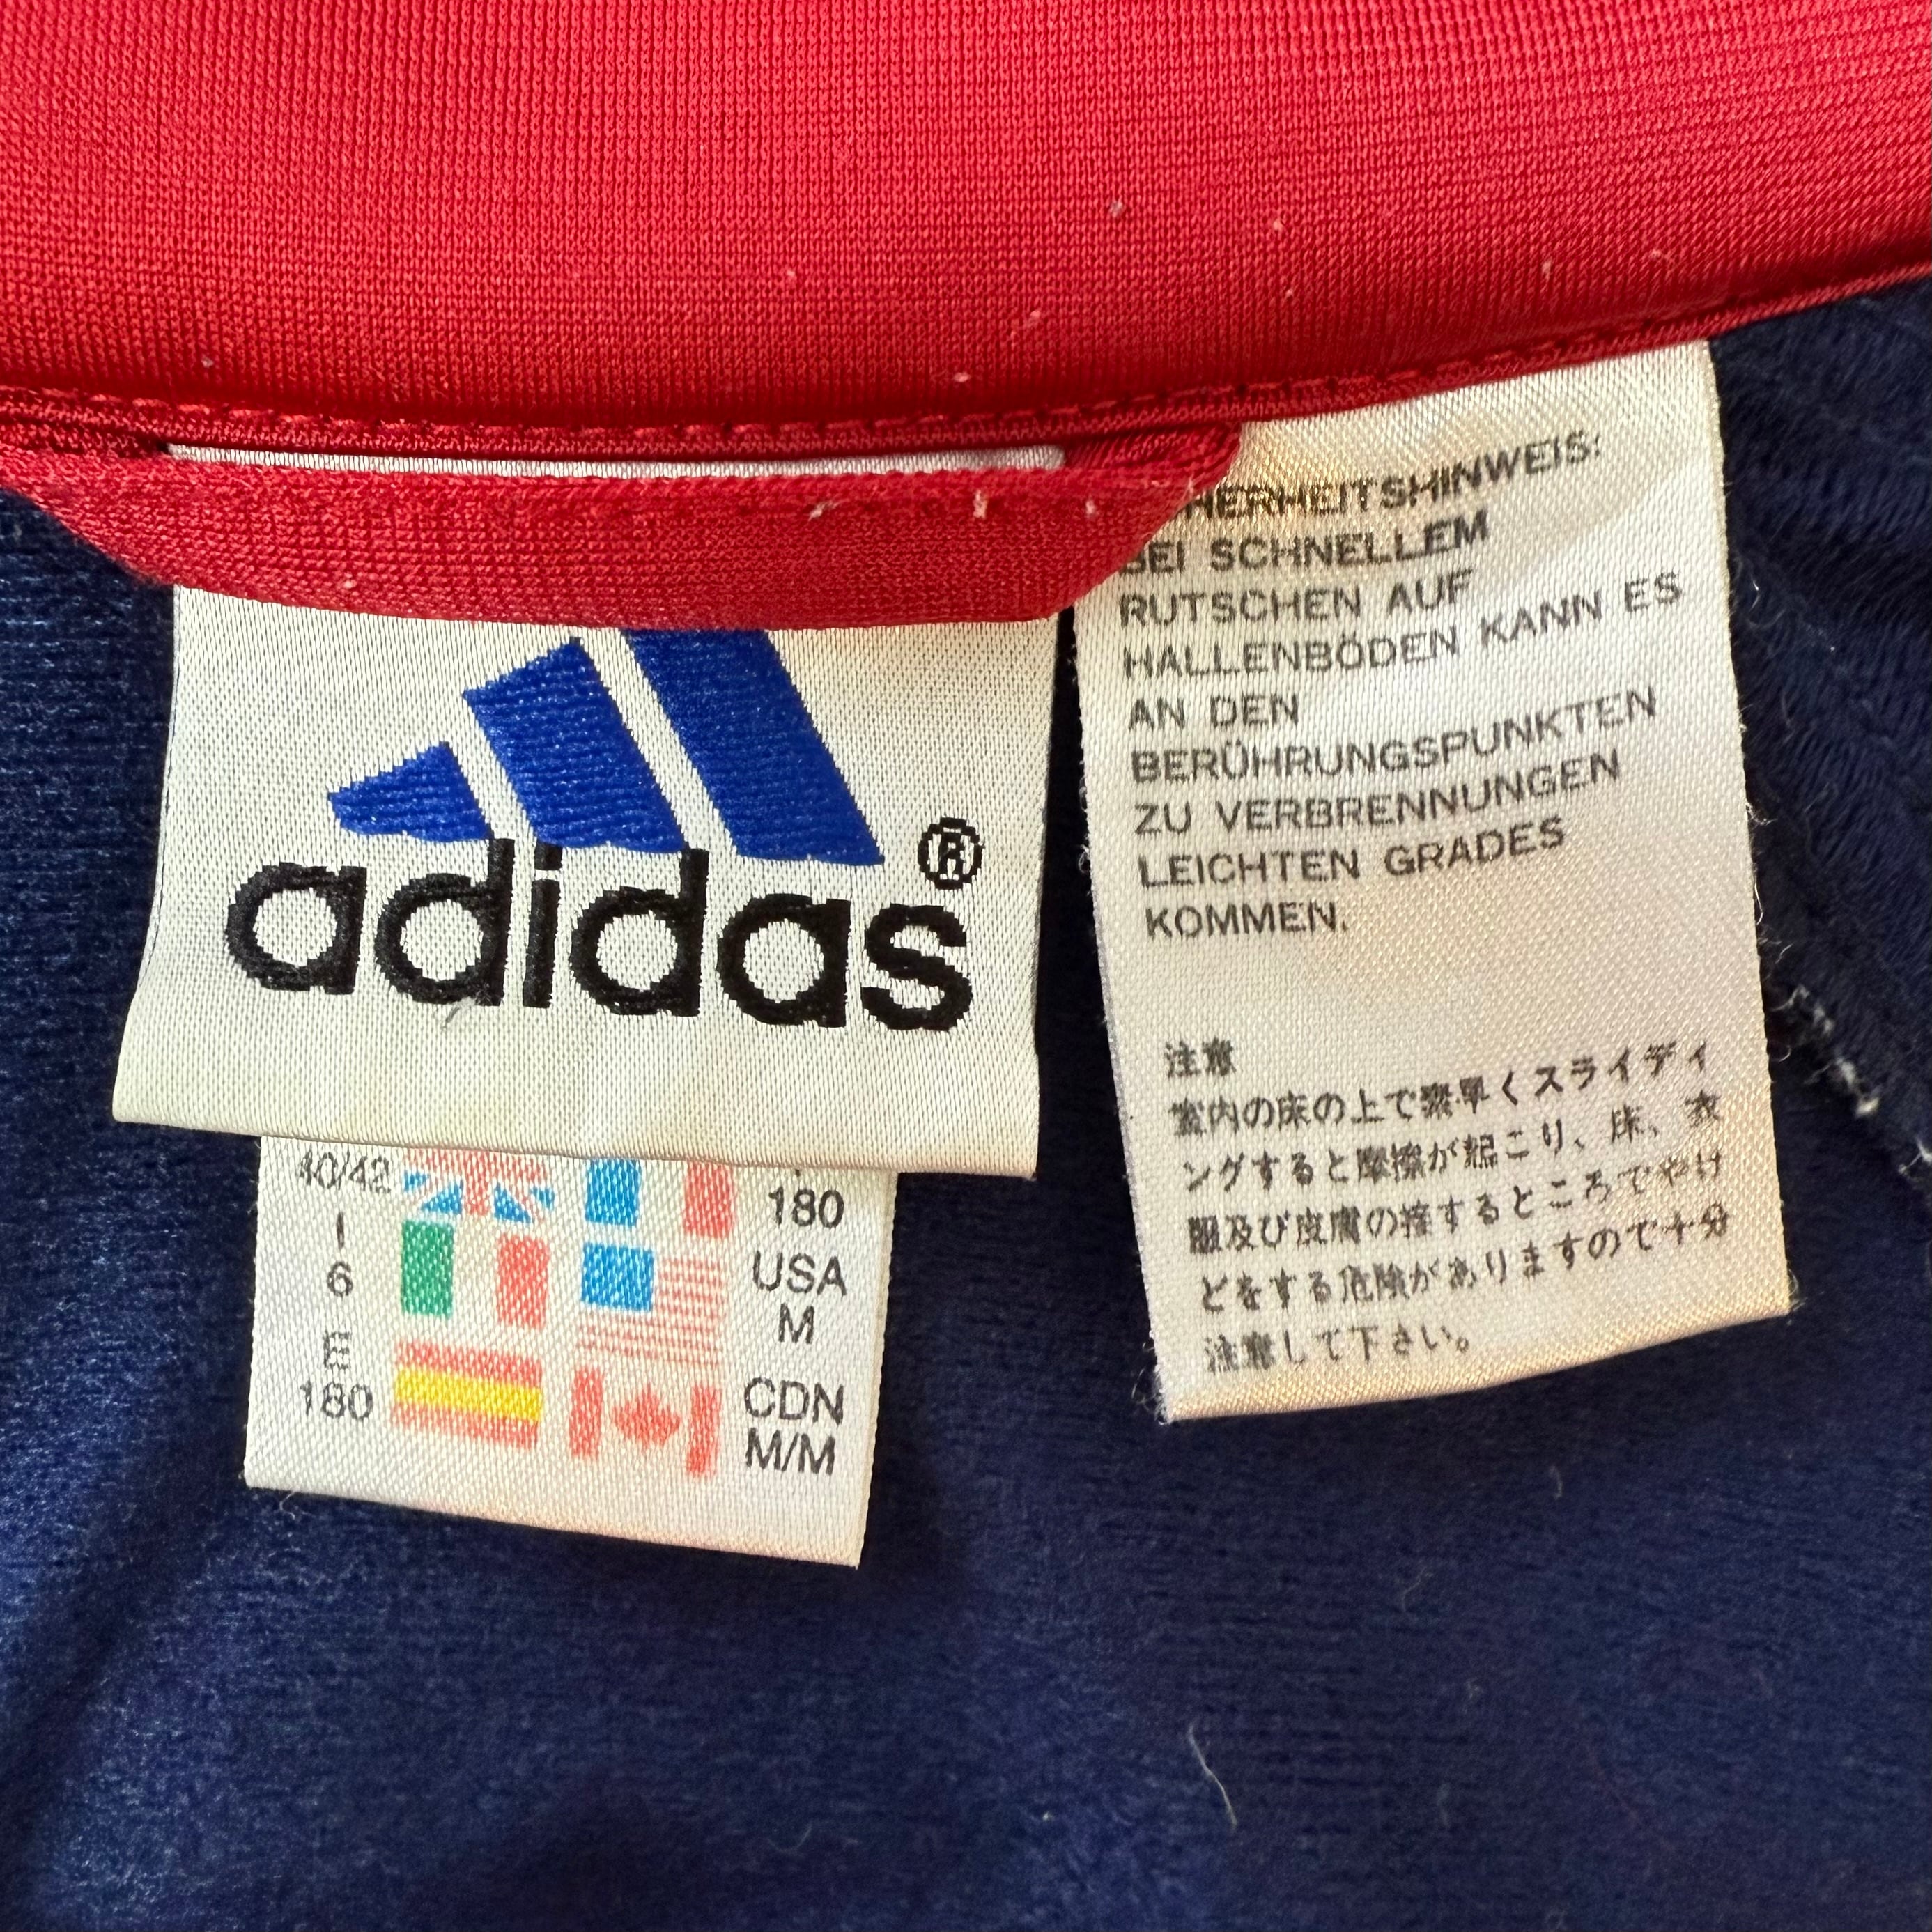 adidas®
40/42
180
I
6
USA
M
E
180
CDN
M/M
HERHEITSHINWEIS:
BEI SCHNELLEM
RUTSCHEN AUF
HALLENBÖDEN KANN ES
AN DEN
BERÜHRUNGSPUNKTEN
ZU VERBRENNUNGEN
LEICHTEN GRADES
KOMMEN.
注意
室内の床の上で素早くスライディ
ングすると摩擦が起こり、床、衣
服及び皮膚の接するところでやけ
どをする危険がありますので十分
注意して下さい。